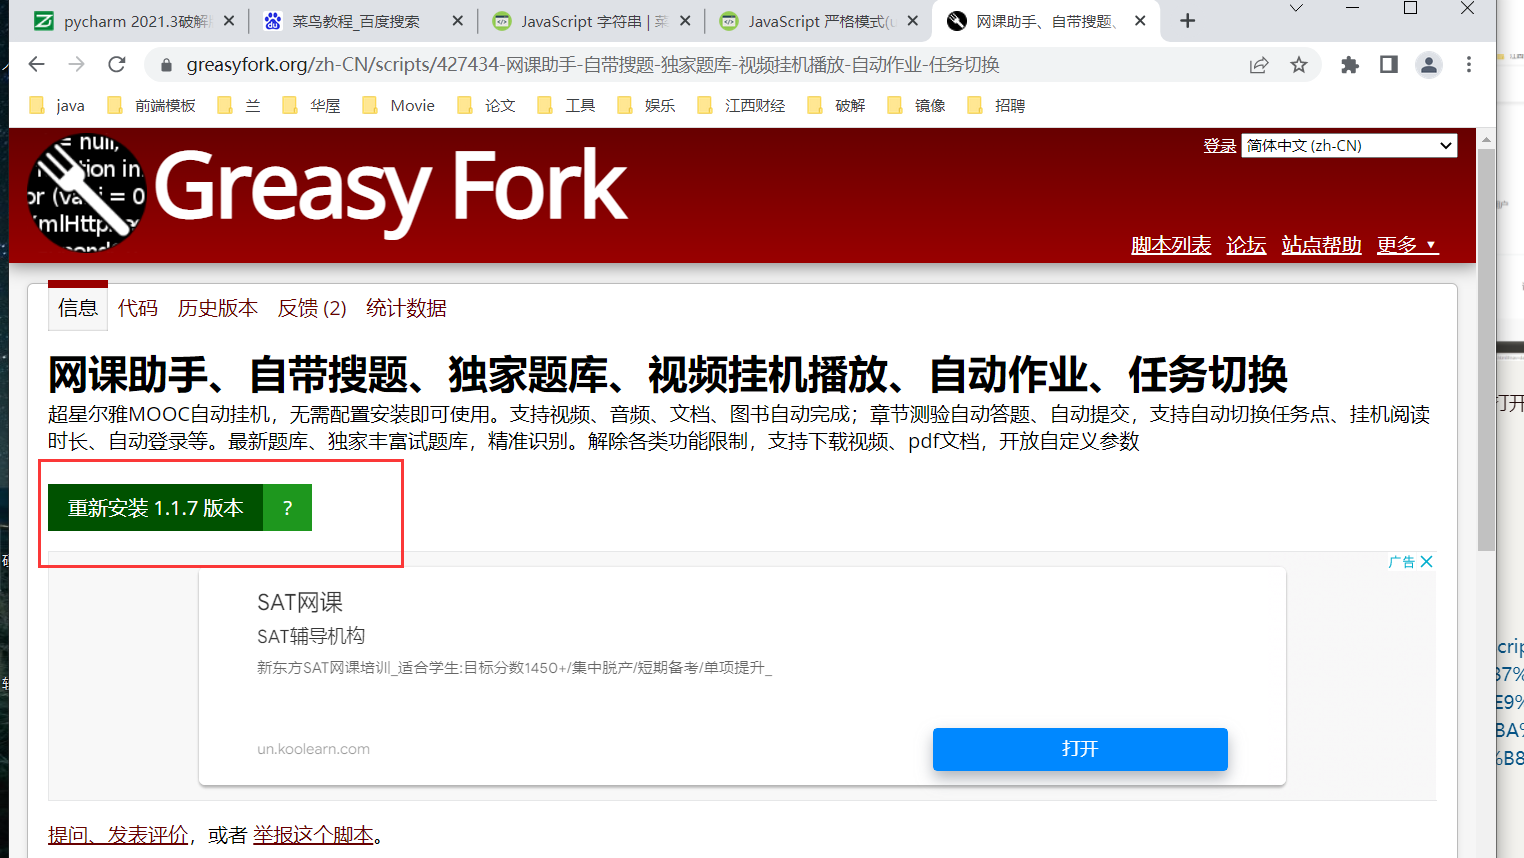 pycharm 2021.3破解
菜鸟教程_百度搜索
JavaScript 字符串 | 菜
JavaScript 严格模式(u
网课助手、自带搜题、
greasyfork.org/zh-CN/scripts/427434-网课助手-自带搜题-独家题库-视频挂机播放-自动作业-任务切换
java 前端模板 兰 华屋 Movie 论文 工具 娱乐 江西财经 破解 镜像 招聘
= null,
tion in
or (va i = 0
mlHttp
Greasy Fork
登录 简体中文 (zh-CN)
脚本列表 论坛 站点帮助 更多 ▼
信息 代码 历史版本 反馈 (2) 统计数据
网课助手、自带搜题、独家题库、视频挂机播放、自动作业、任务切换
超星尔雅MOOC自动挂机，无需配置安装即可使用。支持视频、音频、文档、图书自动完成；章节测验自动答题、自动提交，支持自动切换任务点、挂机阅读
时长、自动登录等。最新题库、独家丰富试题库，精准识别。解除各类功能限制，支持下载视频、pdf文档，开放自定义参数
重新安装 1.1.7 版本 ?
广告
SAT网课
SAT辅导机构
新东方SAT网课培训_适合学生:目标分数1450+/集中脱产/短期备考/单项提升_
un.koolearn.com
打开
提问、发表评价，或者 举报这个脚本。
打开
crip
37%
E9%
BA%
%B8